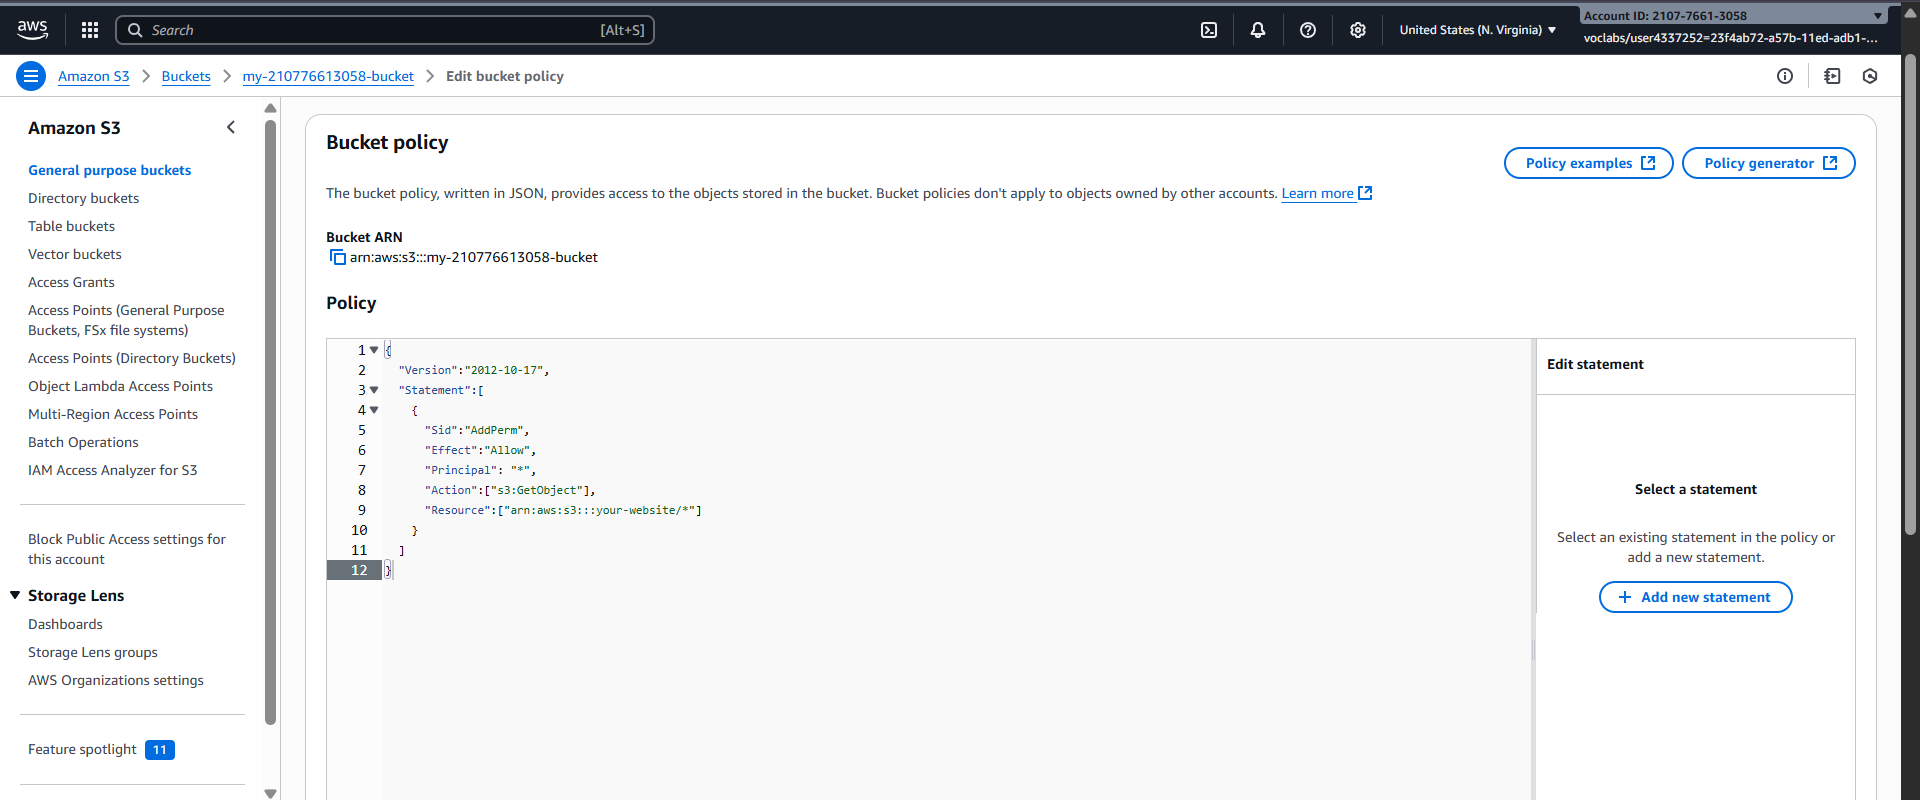 aws
Search [Alt+S]
United States (N. Virginia)
Account ID: 2107-7661-3058
voclabs/user4337252=23f4ab72-a57b-11ed-adb1-...
Amazon S3 > Buckets > my-210776613058-bucket > Edit bucket policy
Amazon S3
General purpose buckets
Directory buckets
Table buckets
Vector buckets
Access Grants
Access Points (General Purpose
Buckets, FSx file systems)
Access Points (Directory Buckets)
Object Lambda Access Points
Multi-Region Access Points
Batch Operations
IAM Access Analyzer for S3
Block Public Access settings for
this account
Storage Lens
Dashboards
Storage Lens groups
AWS Organizations settings
Feature spotlight 11
Bucket policy
Policy examples
Policy generator
The bucket policy, written in JSON, provides access to the objects stored in the bucket. Bucket policies don't apply to objects owned by other accounts. Learn more
Bucket ARN
arn:aws:s3:::my-210776613058-bucket
Policy
1 {
2 "Version":"2012-10-17",
3 "Statement":[
4 {
5 "Sid":"AddPerm",
6 "Effect":"Allow",
7 "Principal": "*",
8 "Action":["s3:GetObject"],
9 "Resource":["arn:aws:s3:::your-website/*"]
10 }
11 ]
12 }
Edit statement
Select a statement
Select an existing statement in the policy or
add a new statement.
+ Add new statement